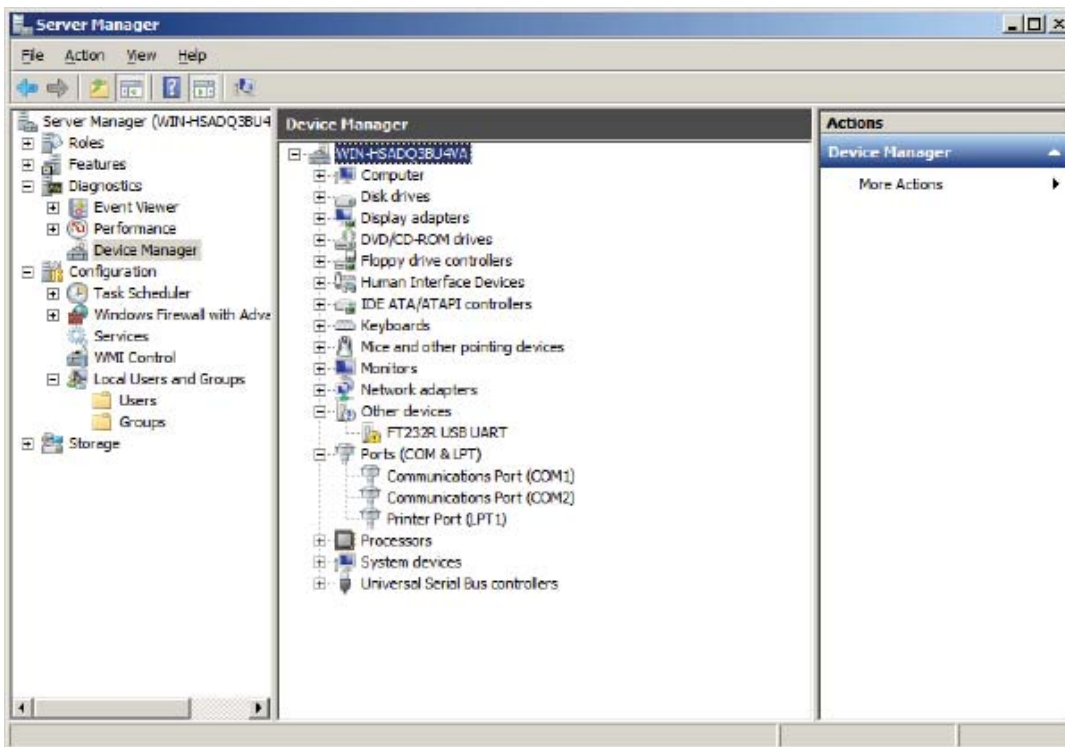 Server Manager
File Action View Help
Server Manager (WIN-HSADQ3BU4
Roles
Features
Diagnostics
Event Viewer
Performance
Device Manager
Configuration
Task Scheduler
Windows Firewall with Adva
Services
WMI Control
Local Users and Groups
Users
Groups
Storage
Device Manager
WIN-HSADQ3BU4VA
Computer
Disk drives
Display adapters
DVD/CD-ROM drives
Floppy drive controllers
Human Interface Devices
IDE ATA/ATAPI controllers
Keyboards
Mice and other pointing devices
Monitors
Network adapters
Other devices
FT232R USB UART
Ports (COM & LPT)
Communications Port (COM1)
Communications Port (COM2)
Printer Port (LPT1)
Processors
System devices
Universal Serial Bus controllers
Actions
Device Manager
More Actions